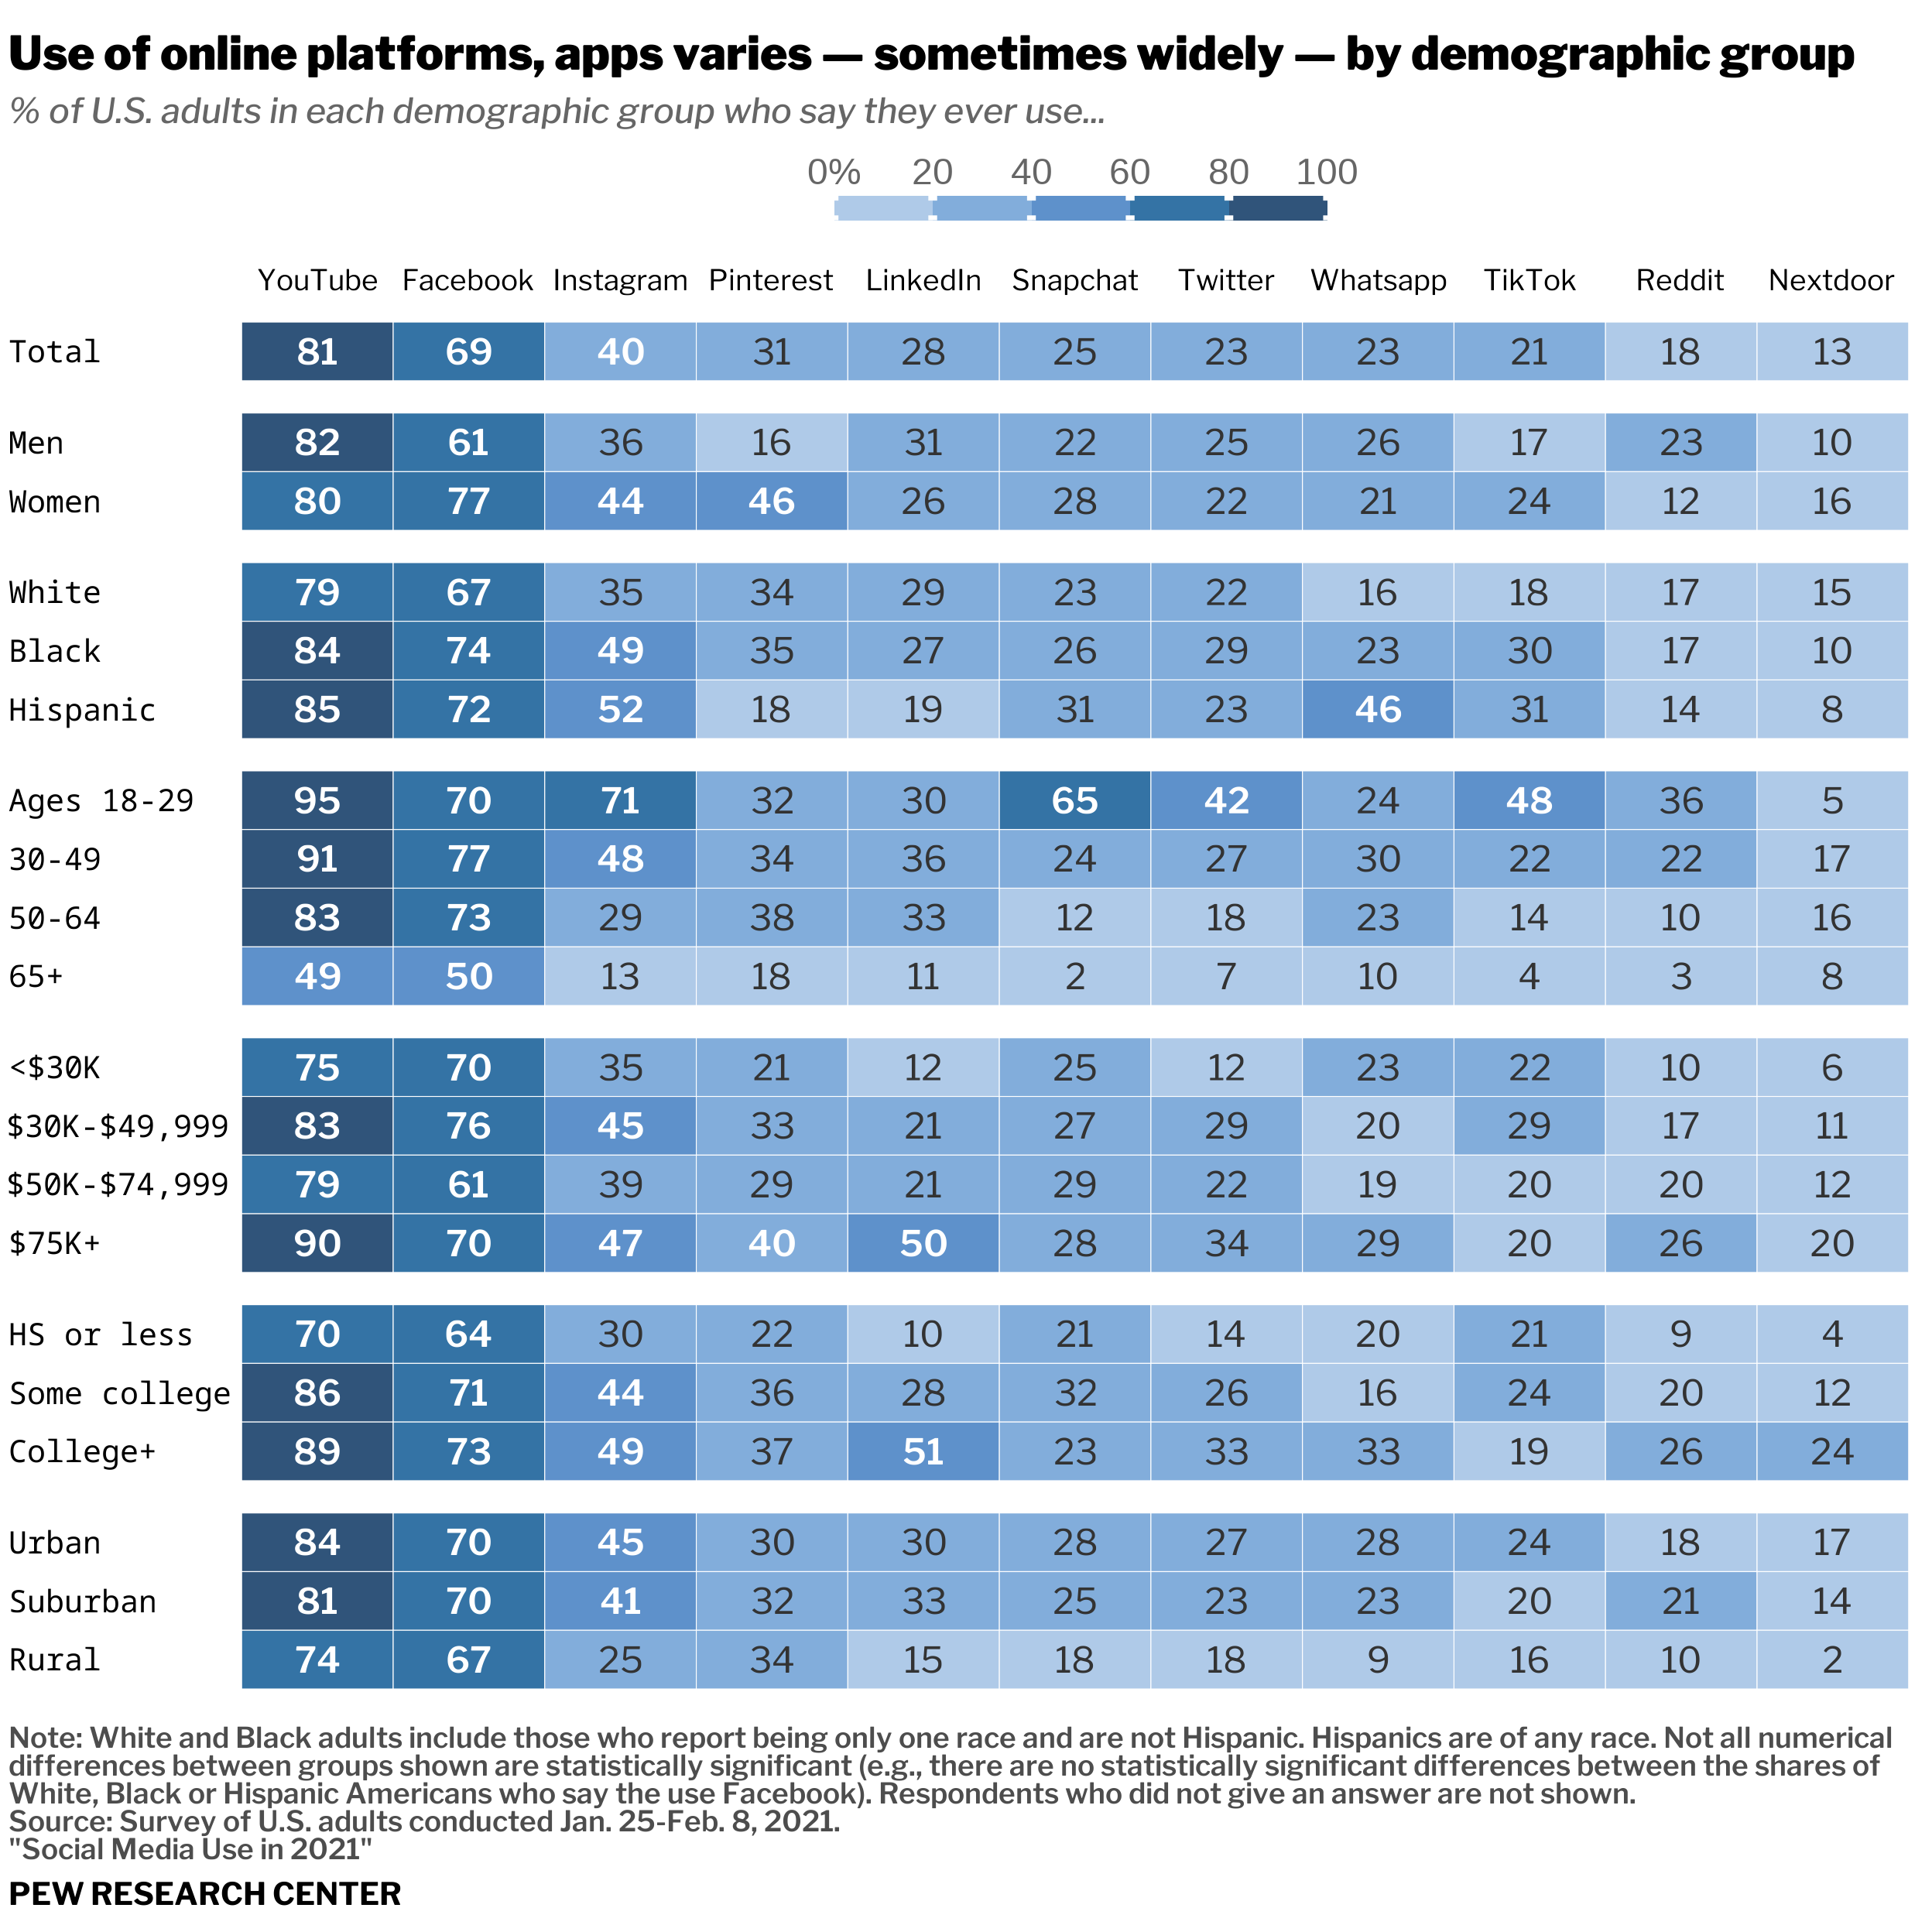 Use of online platforms, apps varies — sometimes widely — by demographic group
% of U.S. adults in each demographic group who say they ever use...
0% 20 40 60 80 100
YouTube Facebook Instagram Pinterest LinkedIn Snapchat Twitter Whatsapp TikTok Reddit Nextdoor
Total 81 69 40 31 28 25 23 23 21 18 13
Men 82 61 36 16 31 22 25 26 17 23 10
Women 80 77 44 46 26 28 22 21 24 12 16
White 79 67 35 34 29 23 22 16 18 17 15
Black 84 74 49 35 27 26 29 23 30 17 10
Hispanic 85 72 52 18 19 31 23 46 31 14 8
Ages 18-29 95 70 71 32 30 65 42 24 48 36 5
30-49 91 77 48 34 36 24 27 30 22 22 17
50-64 83 73 29 38 33 12 18 23 14 10 16
65+ 49 50 13 18 11 2 7 10 4 3 8
<$30K 75 70 35 21 12 25 12 23 22 10 6
$30K-$49,999 83 76 45 33 21 27 29 20 29 17 11
$50K-$74,999 79 61 39 29 21 29 22 19 20 20 12
$75K+ 90 70 47 40 50 28 34 29 20 26 20
HS or less 70 64 30 22 10 21 14 20 21 9 4
Some college 86 71 44 36 28 32 26 16 24 20 12
College+ 89 73 49 37 51 23 33 33 19 26 24
Urban 84 70 45 30 30 28 27 28 24 18 17
Suburban 81 70 41 32 33 25 23 23 20 21 14
Rural 74 67 25 34 15 18 18 9 16 10 2
Note: White and Black adults include those who report being only one race and are not Hispanic. Hispanics are of any race. Not all numerical
differences between groups shown are statistically significant (e.g., there are no statistically significant differences between the shares of
White, Black or Hispanic Americans who say the use Facebook). Respondents who did not give an answer are not shown.
Source: Survey of U.S. adults conducted Jan. 25-Feb. 8, 2021.
"Social Media Use in 2021"
PEW RESEARCH CENTER